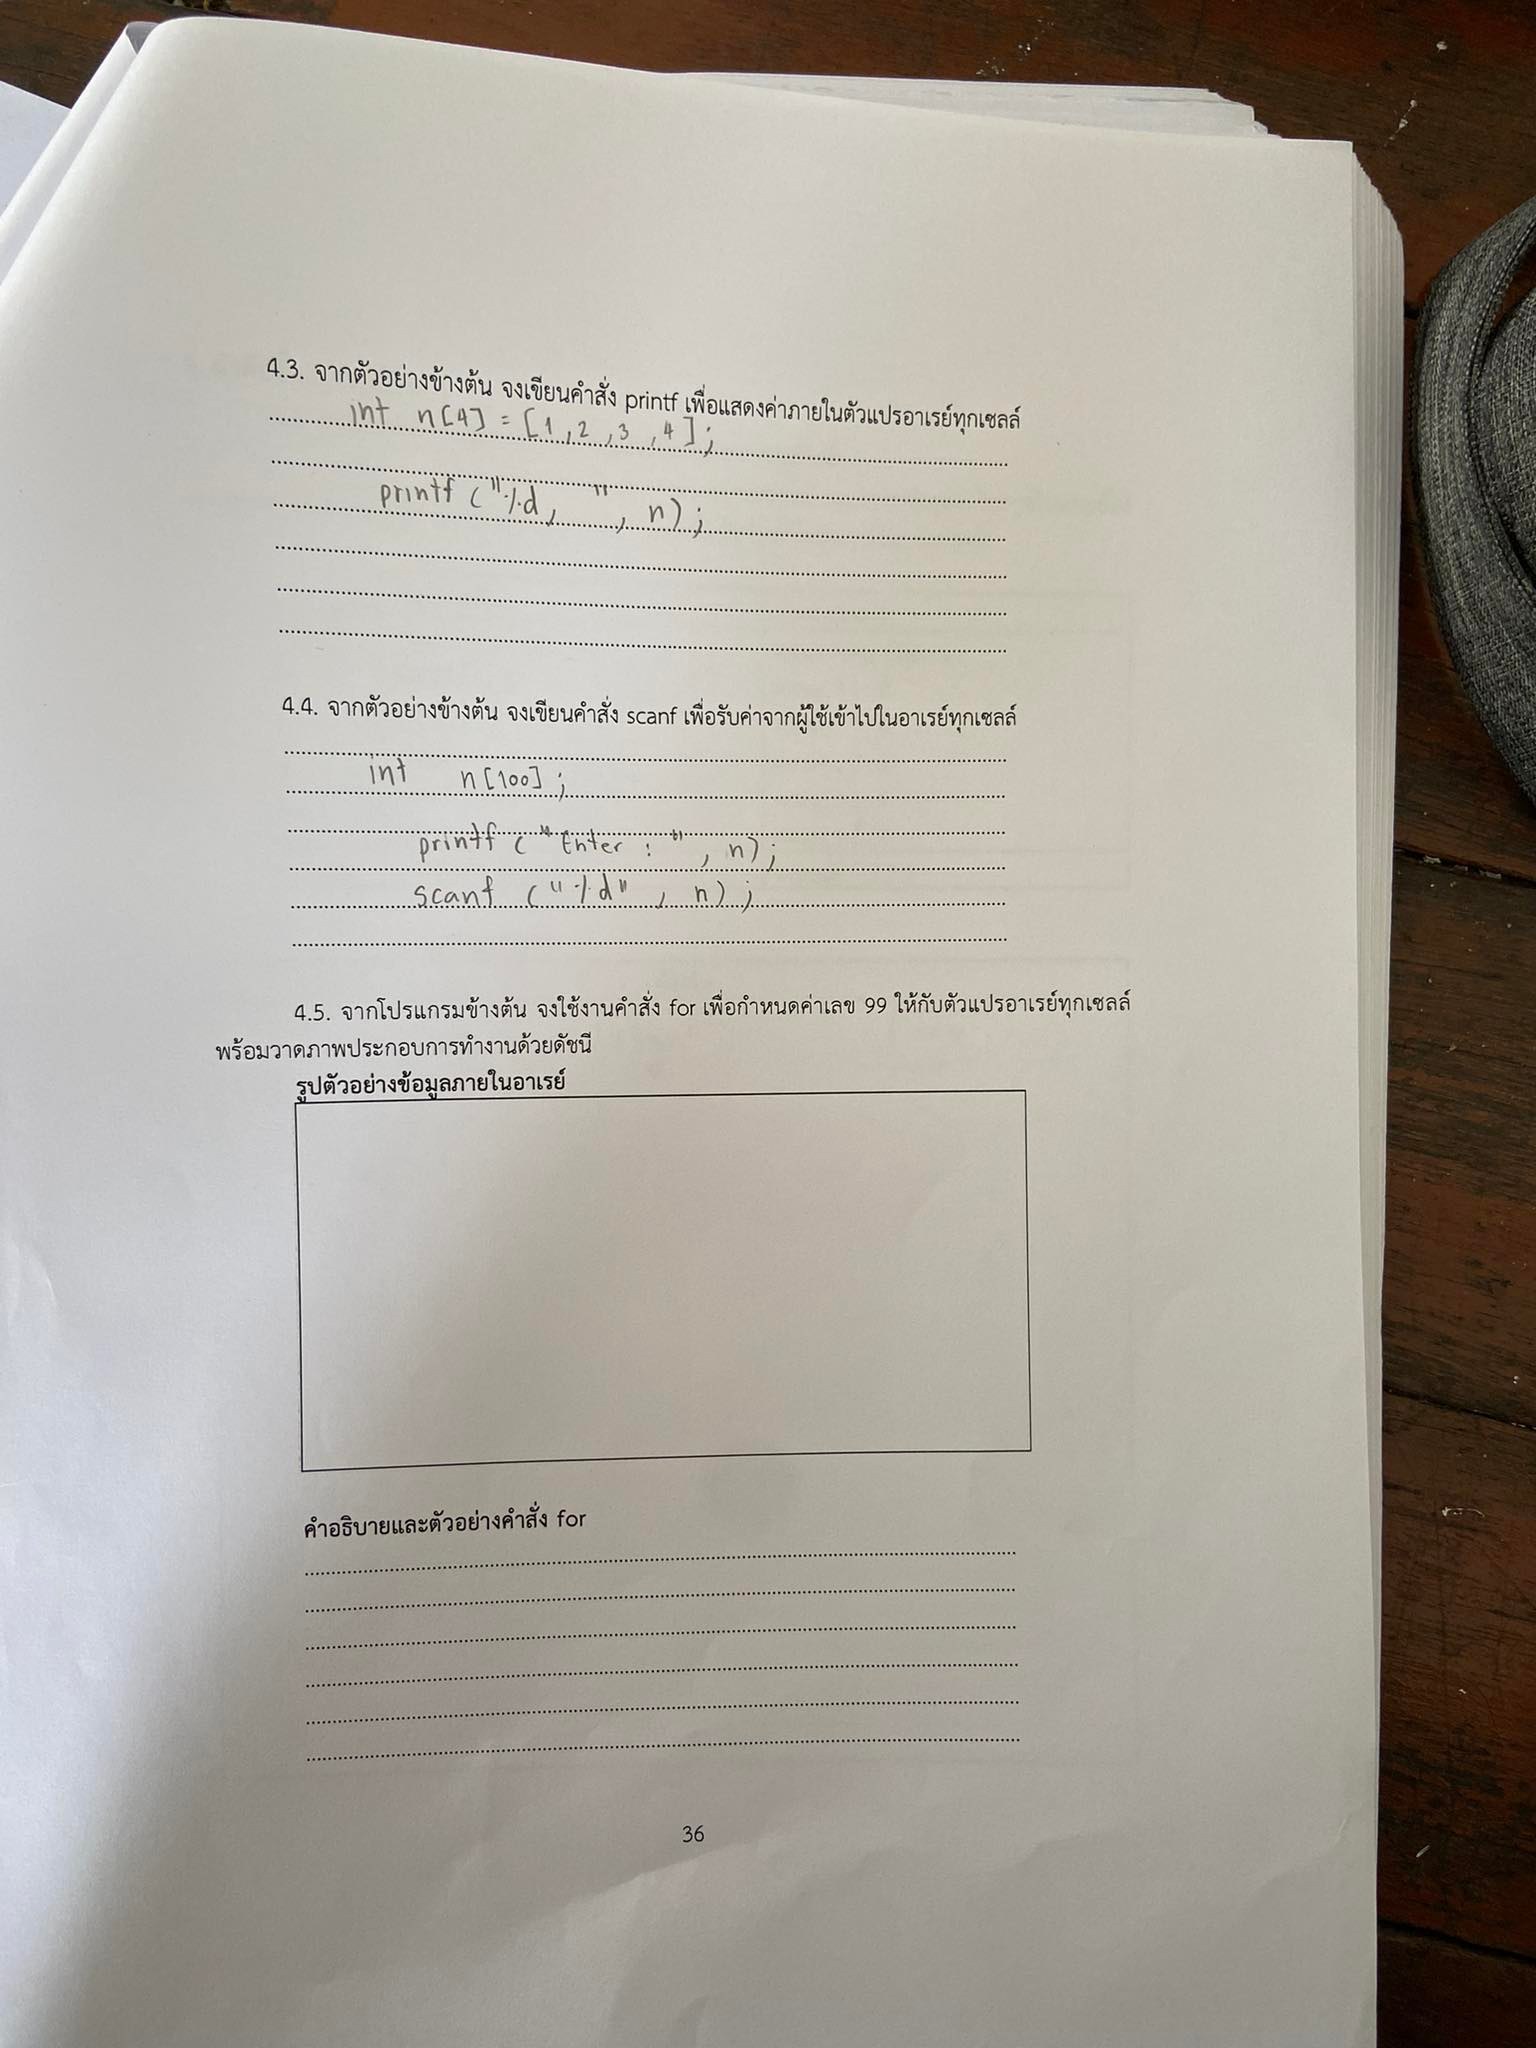 4.3. จากตัวอย่างข้างต้น จงเขียนคำสั่ง printf เพื่อแสดงค่าภายในตัวแปรอาเรย์ทุกเซลล์
int n[4] = [1, 2, 3, 4];
printf ("%d, ", n);
4.4. จากตัวอย่างข้างต้น จงเขียนคำสั่ง scanf เพื่อรับค่าจากผู้ใช้เข้าไปในอาเรย์ทุกเซลล์
int n[100];
printf ("Enter : ", n);
scanf ("%d", n);
4.5. จากโปรแกรมข้างต้น จงใช้งานคำสั่ง for เพื่อกำหนดค่าเลข 99 ให้กับตัวแปรอาเรย์ทุกเซลล์
พร้อมวาดภาพประกอบการทำงานด้วยดัชนี
รูปตัวอย่างข้อมูลภายในอาเรย์
คำอธิบายและตัวอย่างคำสั่ง for
36